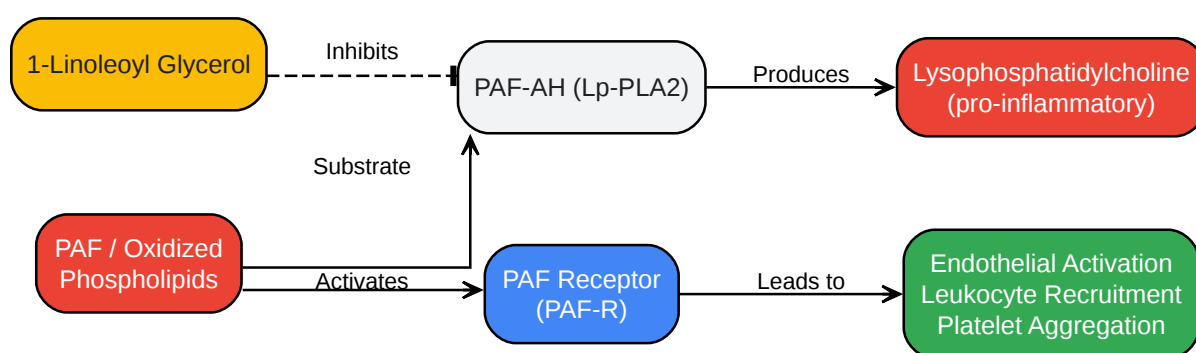 1-Linoleoyl Glycerol
Inhibits
PAF-AH (Lp-PLA2)
Produces
Lysophosphatidylcholine
(pro-inflammatory)
Substrate
PAF / Oxidized
Phospholipids
Activates
PAF Receptor
(PAF-R)
Leads to
Endothelial Activation
Leukocyte Recruitment
Platelet Aggregation